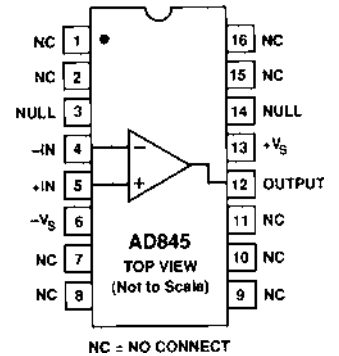 NC 1 16 NC
NC 2 15 NC
NULL 3 14 NULL
–IN 4 – 13 +VS
+IN 5 + 12 OUTPUT
–VS 6 11 NC
NC 7 10 NC
NC 8 9 NC
AD845
TOP VIEW
(Not to Scale)
NC = NO CONNECT